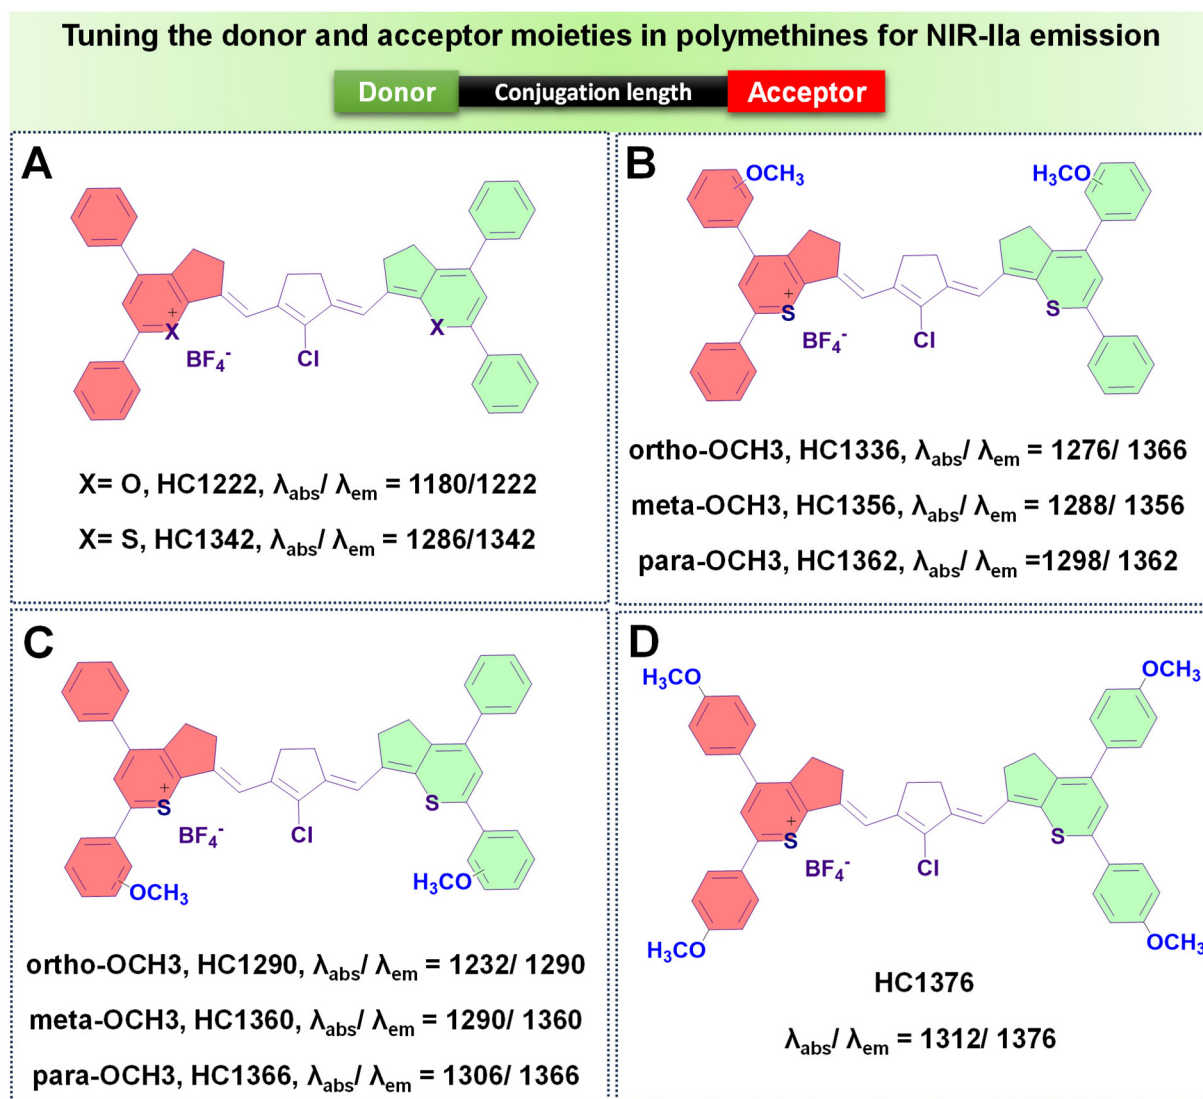 Tuning the donor and acceptor moieties in polymethines for NIR-IIa emission
Donor Conjugation length Acceptor
A
X
+
BF₄⁻
Cl
X
X= O, HC1222, λabs/ λem = 1180/1222
X= S, HC1342, λabs/ λem = 1286/1342
B
OCH₃
H₃CO
+
S
BF₄⁻
Cl
S
ortho-OCH3, HC1336, λabs/ λem = 1276/ 1366
meta-OCH3, HC1356, λabs/ λem = 1288/ 1356
para-OCH3, HC1362, λabs/ λem =1298/ 1362
C
+
S
BF₄⁻
Cl
S
OCH₃
H₃CO
ortho-OCH3, HC1290, λabs/ λem = 1232/ 1290
meta-OCH3, HC1360, λabs/ λem = 1290/ 1360
para-OCH3, HC1366, λabs/ λem = 1306/ 1366
D
H₃CO
OCH₃
+
S
BF₄⁻
Cl
S
H₃CO
OCH₃
HC1376
λabs/ λem = 1312/ 1376